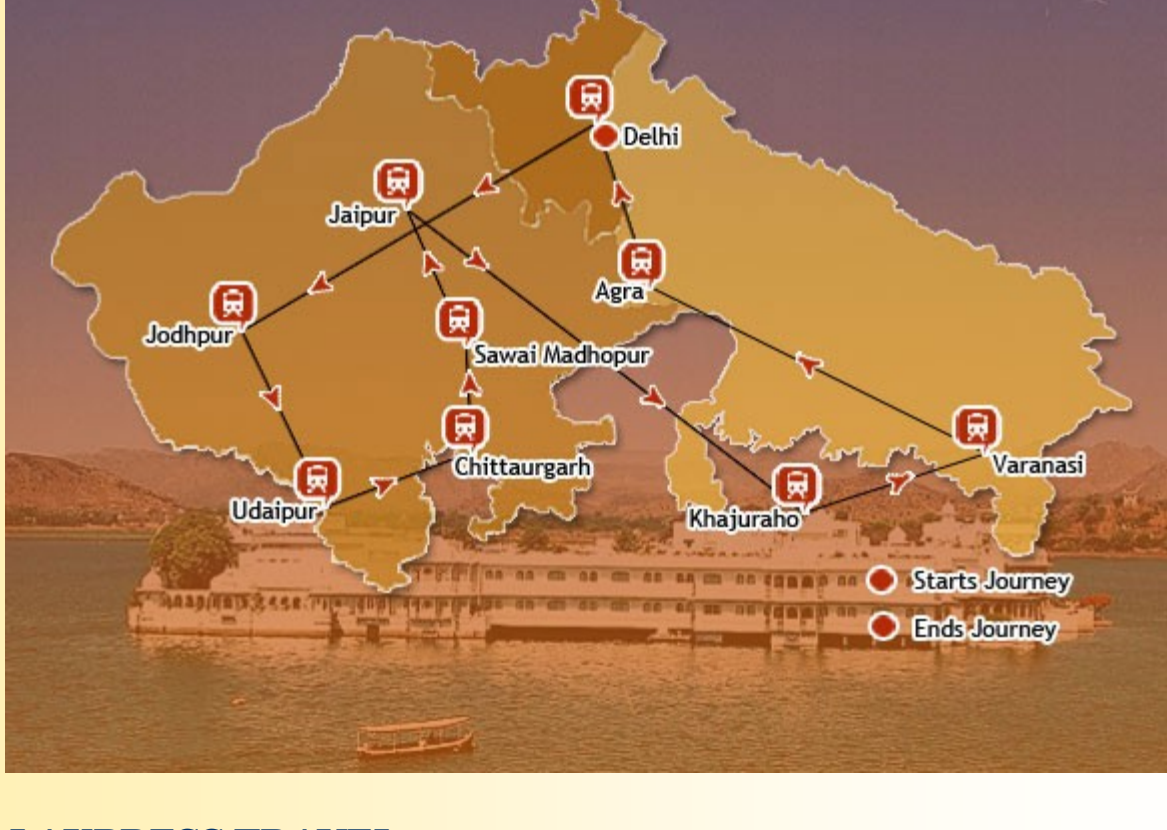 Delhi
Jaipur
Agra
Jodhpur
Sawai Madhopur
Chittaurgarh
Varanasi
Udaipur
Khajuraho
Starts Journey
Ends Journey